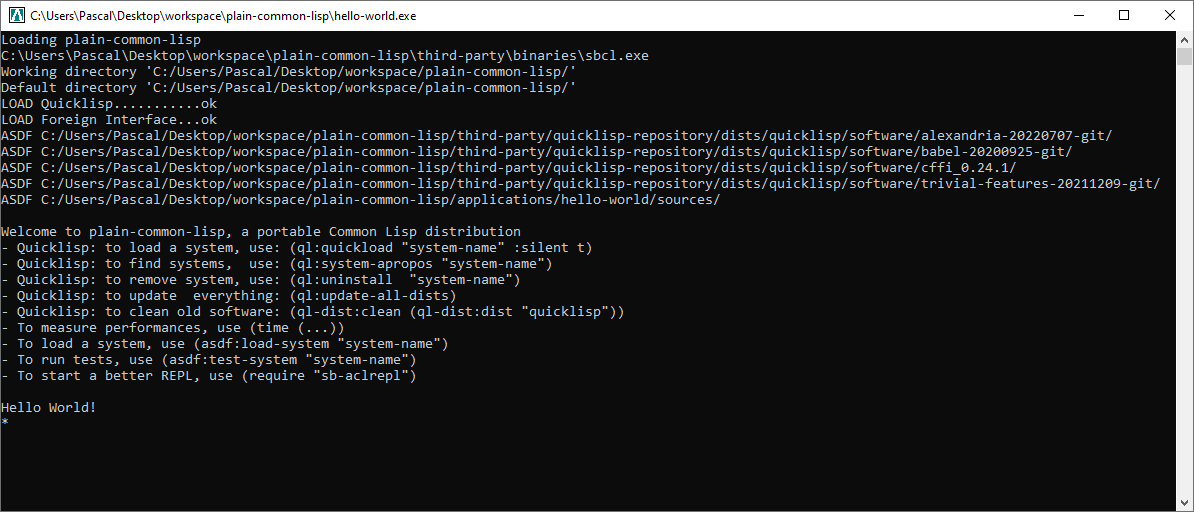 C:\Users\Pascal\Desktop\workspace\plain-common-lisp\hello-world.exe
Loading plain-common-lisp
C:\Users\Pascal\Desktop\workspace\plain-common-lisp\third-party\binaries\sbcl.exe
Working directory 'C:/Users/Pascal/Desktop/workspace/plain-common-lisp/'
Default directory 'C:/Users/Pascal/Desktop/workspace/plain-common-lisp/'
LOAD Quicklisp...........ok
LOAD Foreign Interface...ok
ASDF C:/Users/Pascal/Desktop/workspace/plain-common-lisp/third-party/quicklisp-repository/dists/quicklisp/software/alexandria-20220707-git/
ASDF C:/Users/Pascal/Desktop/workspace/plain-common-lisp/third-party/quicklisp-repository/dists/quicklisp/software/babel-20200925-git/
ASDF C:/Users/Pascal/Desktop/workspace/plain-common-lisp/third-party/quicklisp-repository/dists/quicklisp/software/cffi_0.24.1/
ASDF C:/Users/Pascal/Desktop/workspace/plain-common-lisp/third-party/quicklisp-repository/dists/quicklisp/software/trivial-features-20211209-git/
ASDF C:/Users/Pascal/Desktop/workspace/plain-common-lisp/applications/hello-world/sources/

Welcome to plain-common-lisp, a portable Common Lisp distribution
- Quicklisp: to load a system, use: (ql:quickload "system-name" :silent t)
- Quicklisp: to find systems,  use: (ql:system-apropos "system-name")
- Quicklisp: to remove system, use: (ql:uninstall  "system-name")
- Quicklisp: to update  everything: (ql:update-all-dists)
- Quicklisp: to clean old software: (ql-dist:clean (ql-dist:dist "quicklisp"))
- To measure performances, use (time (...))
- To load a system, use (asdf:load-system "system-name")
- To run tests, use (asdf:test-system "system-name")
- To start a better REPL, use (require "sb-aclrepl")

Hello World!
*